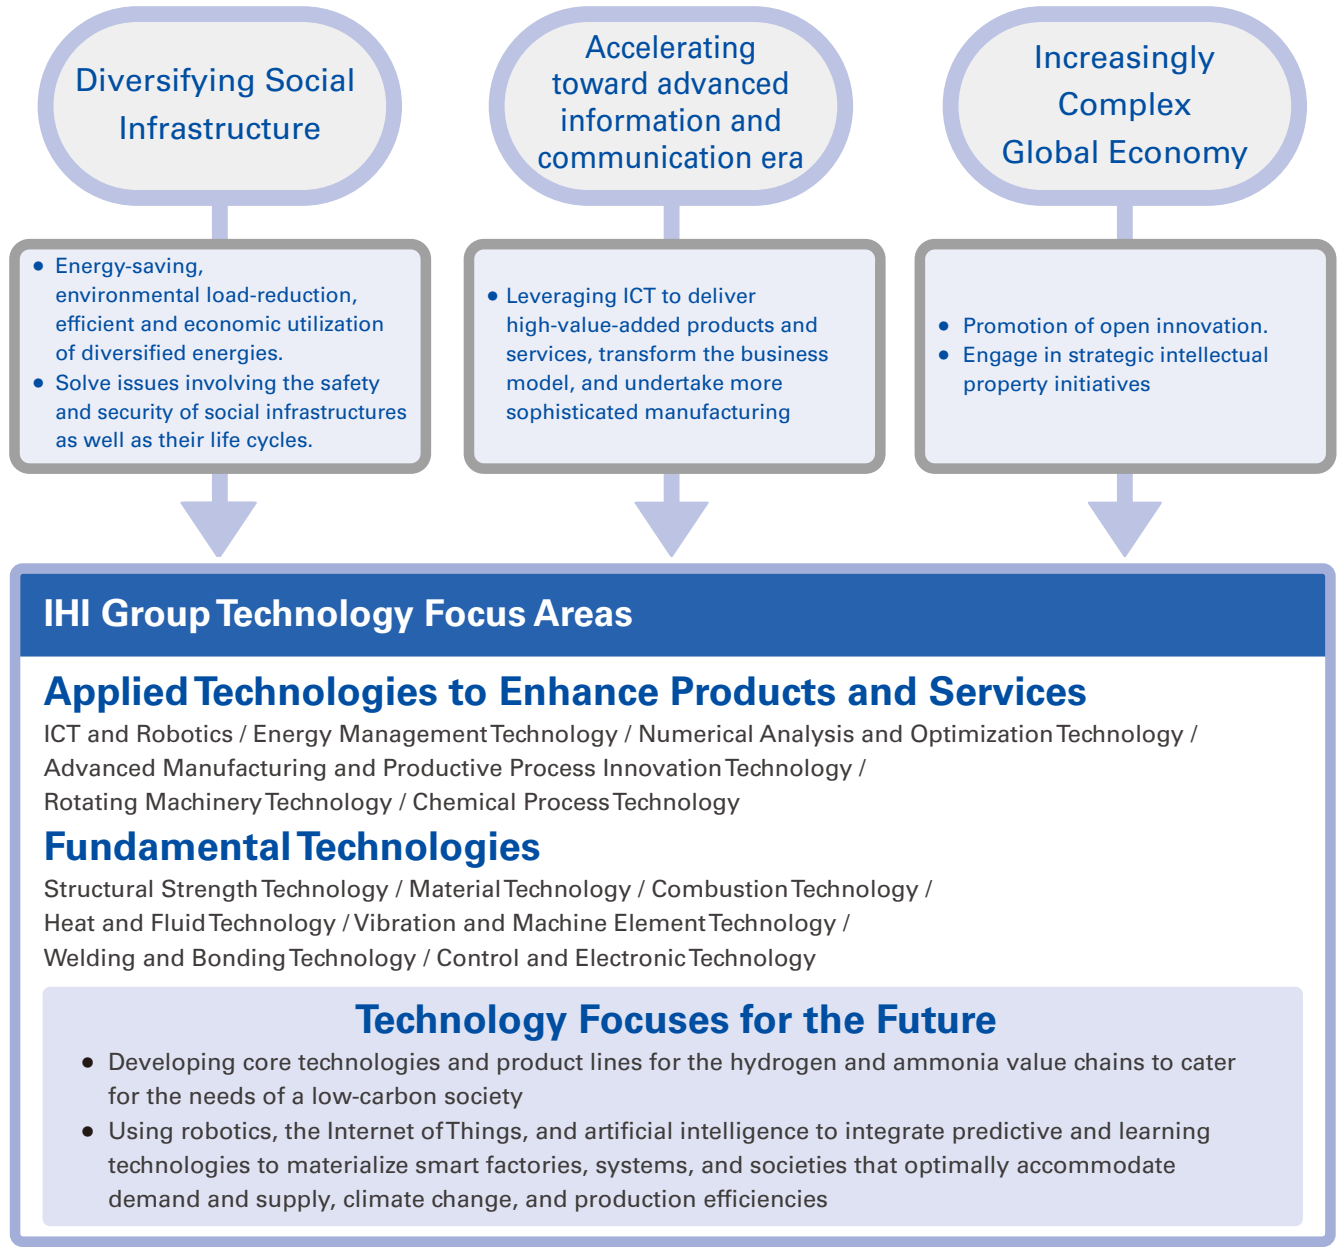 Diversifying Social
Infrastructure
Accelerating
toward advanced
information and
communication era
Increasingly
Complex
Global Economy
● Energy-saving,
environmental load-reduction,
efficient and economic utilization
of diversified energies.
● Solve issues involving the safety
and security of social infrastructures
as well as their life cycles.
● Leveraging ICT to deliver
high-value-added products and
services, transform the business
model, and undertake more
sophisticated manufacturing
● Promotion of open innovation.
● Engage in strategic intellectual
property initiatives
IHI Group Technology Focus Areas
Applied Technologies to Enhance Products and Services
ICT and Robotics / Energy Management Technology / Numerical Analysis and Optimization Technology /
Advanced Manufacturing and Productive Process Innovation Technology /
Rotating Machinery Technology / Chemical Process Technology
Fundamental Technologies
Structural Strength Technology / Material Technology / Combustion Technology /
Heat and Fluid Technology / Vibration and Machine Element Technology /
Welding and Bonding Technology / Control and Electronic Technology
Technology Focuses for the Future
● Developing core technologies and product lines for the hydrogen and ammonia value chains to cater
for the needs of a low-carbon society
● Using robotics, the Internet of Things, and artificial intelligence to integrate predictive and learning
technologies to materialize smart factories, systems, and societies that optimally accommodate
demand and supply, climate change, and production efficiencies